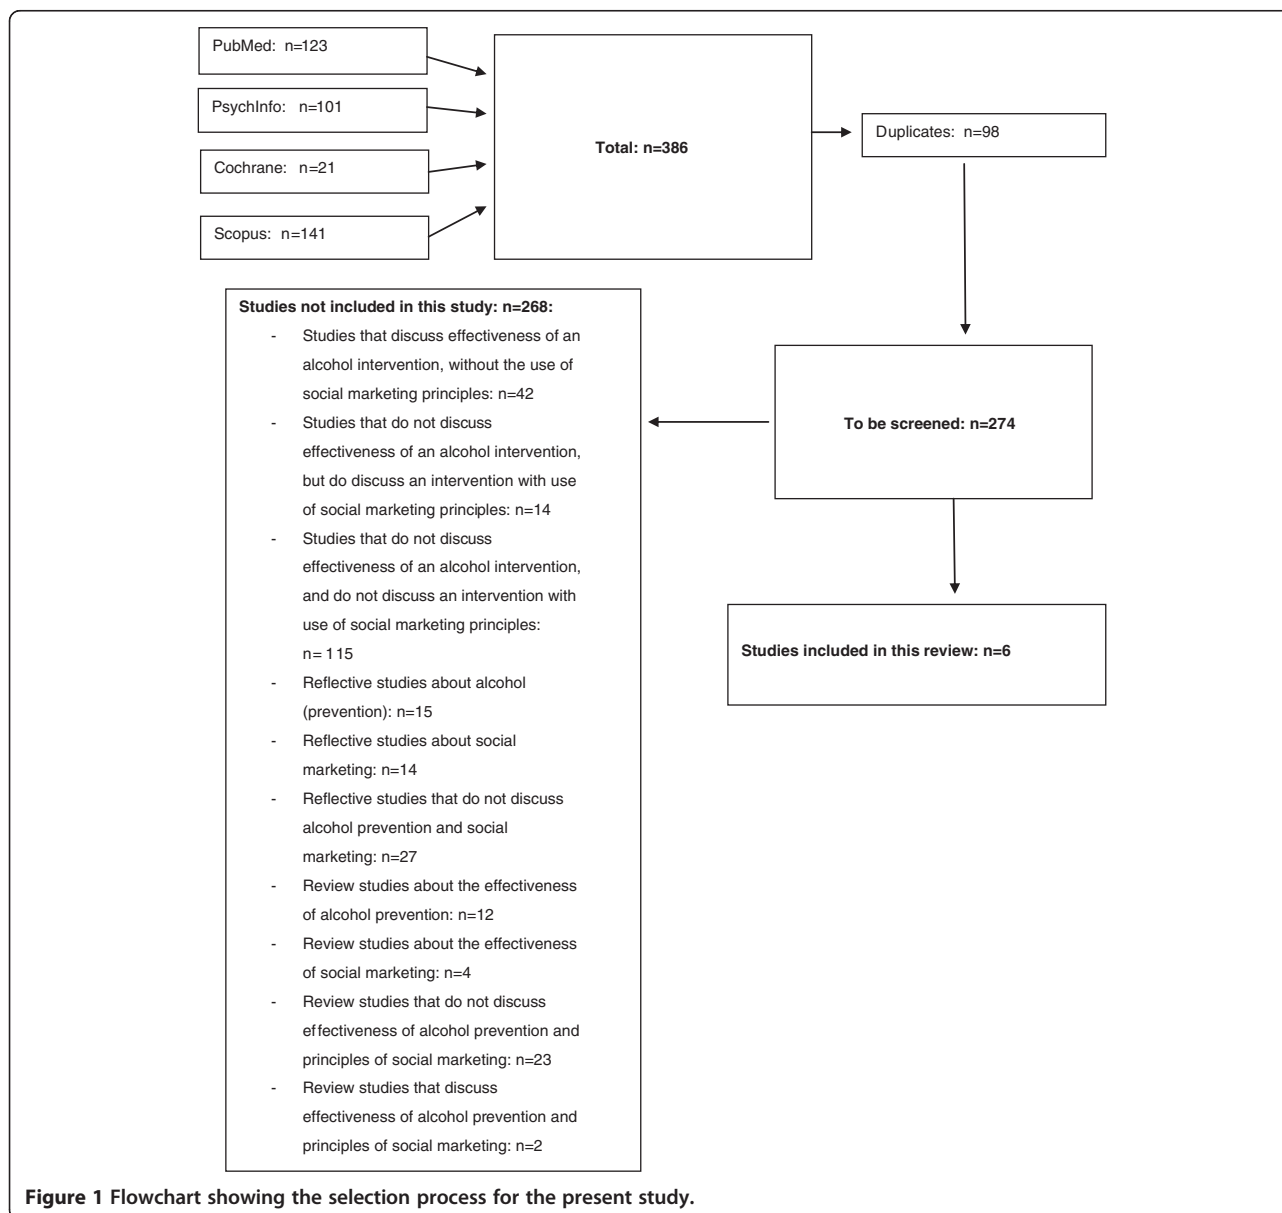 PubMed: n=123
PsychInfo: n=101
Cochrane: n=21
Scopus: n=141
Total: n=386
Duplicates: n=98
To be screened: n=274
Studies included in this review: n=6
Studies not included in this study: n=268:
- Studies that discuss effectiveness of an
alcohol intervention, without the use of
social marketing principles: n=42
- Studies that do not discuss
effectiveness of an alcohol intervention,
but do discuss an intervention with use
of social marketing principles: n=14
- Studies that do not discuss
effectiveness of an alcohol intervention,
and do not discuss an intervention with
use of social marketing principles:
n= 115
- Reflective studies about alcohol
(prevention): n=15
- Reflective studies about social
marketing: n=14
- Reflective studies that do not discuss
alcohol prevention and social
marketing: n=27
- Review studies about the effectiveness
of alcohol prevention: n=12
- Review studies about the effectiveness
of social marketing: n=4
- Review studies that do not discuss
effectiveness of alcohol prevention and
principles of social marketing: n=23
- Review studies that discuss
effectiveness of alcohol prevention and
principles of social marketing: n=2
Figure 1 Flowchart showing the selection process for the present study.